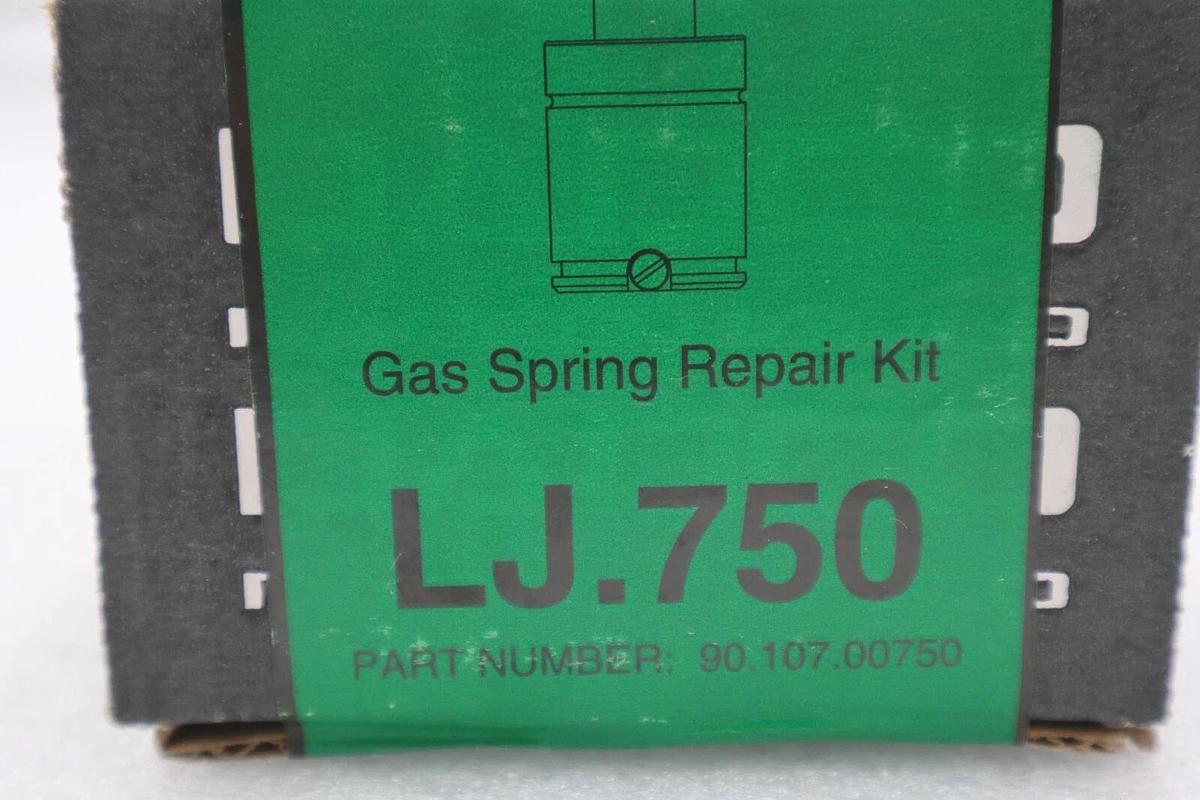 Gas Spring Repair Kit
LJ.750
PART NUMBER: 90.107.00750